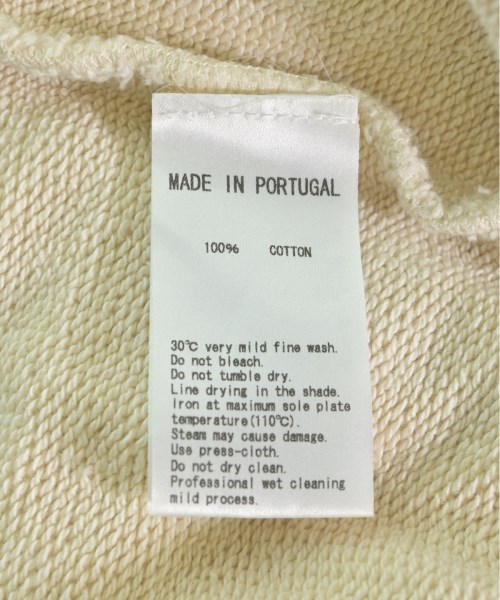 MADE IN PORTUGAL
100% COTTON
30℃ very mild fine wash.
Do not bleach.
Do not tumble dry.
Line drying in the shade.
Iron at maximum sole plate
temperature(110℃).
Steam may cause damage.
Use press-cloth.
Do not dry clean.
Professional wet cleaning
mild process.